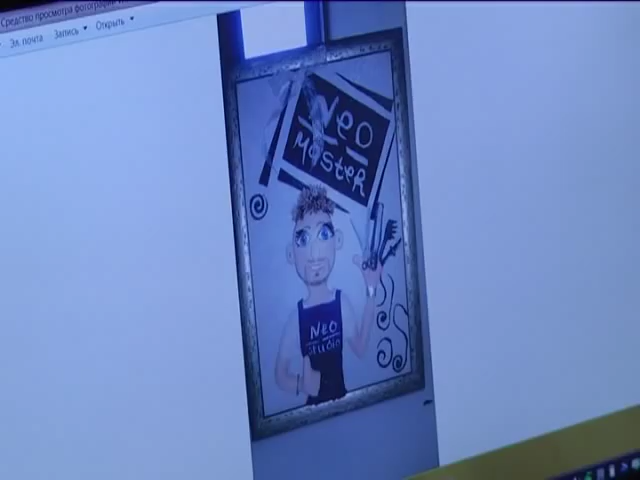 Средство просмотра фотографий
Эл. почта Запись Открыть
Neo
MasteR
NEO
Studio